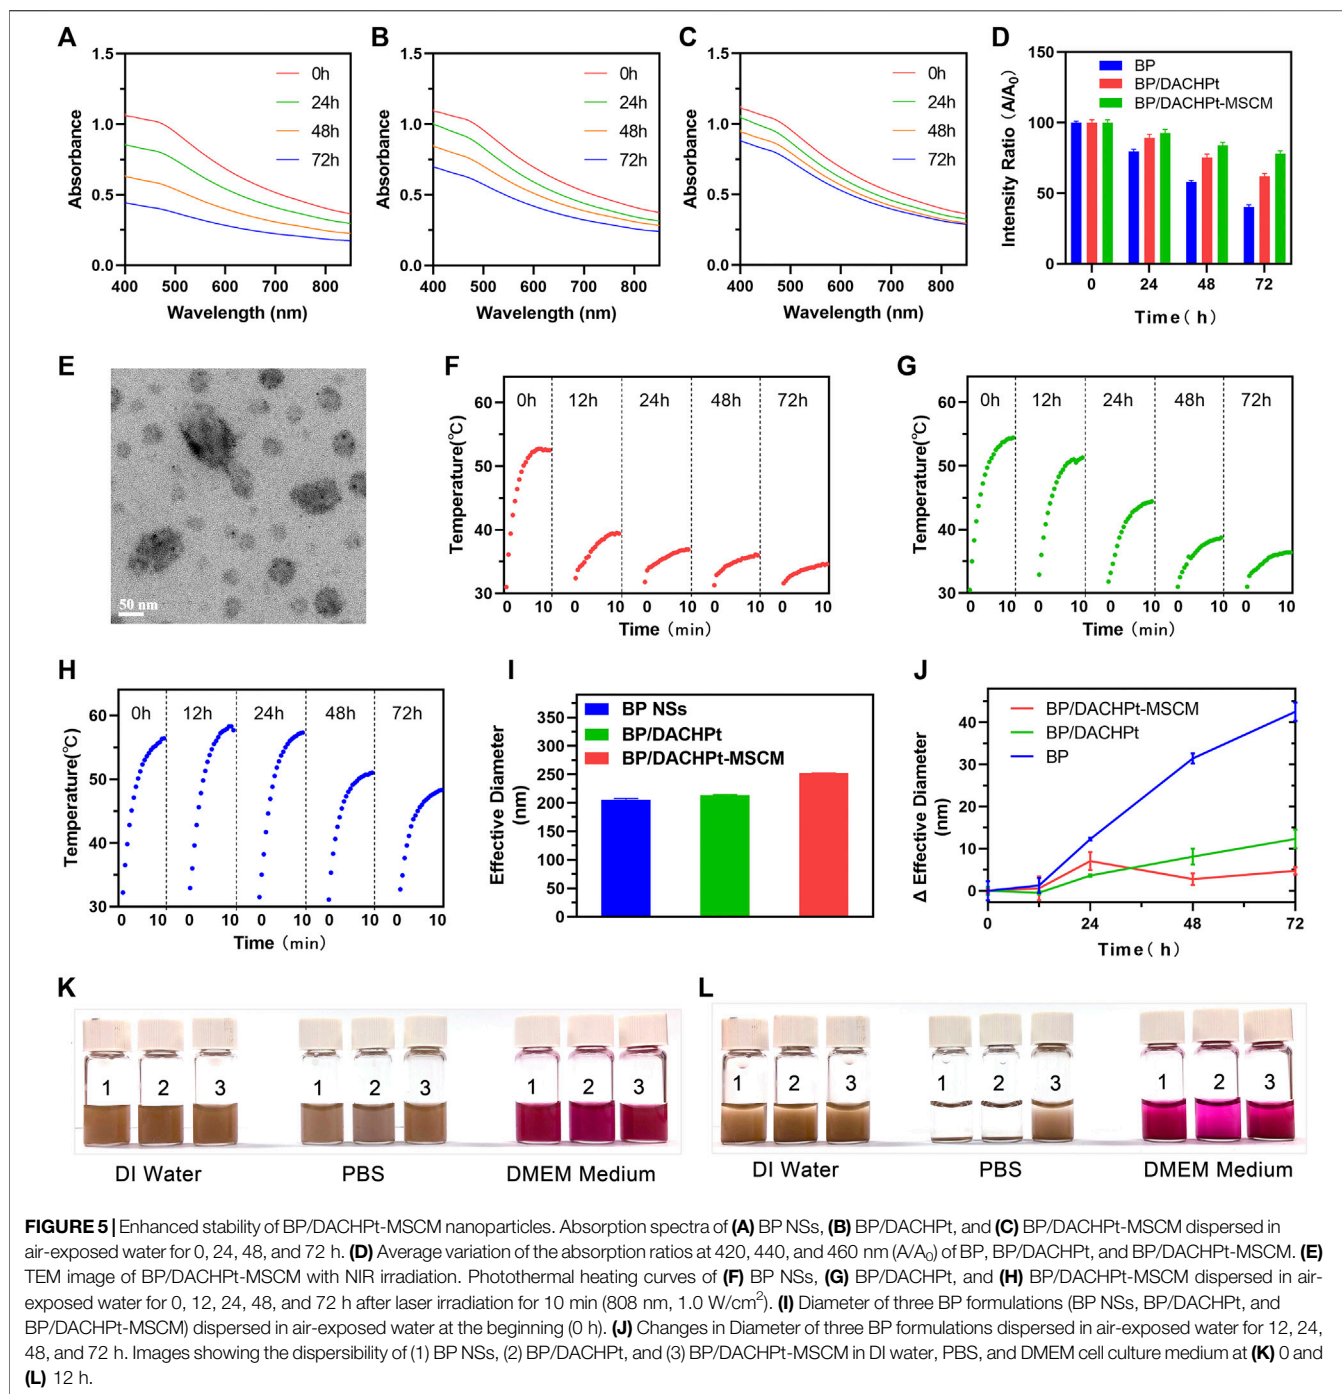 A
1.5
1.0
0.5
0.0
Absorbance
0h
24h
48h
72h
400 500 600 700 800
Wavelength (nm)
B
1.5
1.0
0.5
0.0
Absorbance
0h
24h
48h
72h
400 500 600 700 800
Wavelength (nm)
C
1.5
1.0
0.5
0.0
Absorbance
0h
24h
48h
72h
400 500 600 700 800
Wavelength (nm)
D
150
100
50
0
Intensity Ratio (A/A₀)
BP
BP/DACHPt
BP/DACHPt-MSCM
0 24 48 72
Time( h)
E
50 nm
F
60
50
40
30
Temperature(℃)
0h 12h 24h 48h 72h
0 10 0 10 0 10 0 10 0 10
Time (min)
G
60
50
40
30
Temperature(℃)
0h 12h 24h 48h 72h
0 10 0 10 0 10 0 10 0 10
Time (min)
H
60
50
40
30
Temperature(℃)
0h 12h 24h 48h 72h
0 10 0 10 0 10 0 10 0 10
Time (min)
I
350
300
250
200
150
100
50
0
Effective Diameter
(nm)
BP NSs
BP/DACHPt
BP/DACHPt-MSCM
J
40
30
20
10
0
Δ Effective Diameter
(nm)
BP/DACHPt-MSCM
BP/DACHPt
BP
0 24 48 72
Time( h)
K
1 2 3 1 2 3 1 2 3
DI Water PBS DMEM Medium
L
1 2 3 1 2 3 1 2 3
DI Water PBS DMEM Medium
FIGURE 5 | Enhanced stability of BP/DACHPt-MSCM nanoparticles. Absorption spectra of (A) BP NSs, (B) BP/DACHPt, and (C) BP/DACHPt-MSCM dispersed in
air-exposed water for 0, 24, 48, and 72 h. (D) Average variation of the absorption ratios at 420, 440, and 460 nm (A/A₀) of BP, BP/DACHPt, and BP/DACHPt-MSCM. (E)
TEM image of BP/DACHPt-MSCM with NIR irradiation. Photothermal heating curves of (F) BP NSs, (G) BP/DACHPt, and (H) BP/DACHPt-MSCM dispersed in air-
exposed water for 0, 12, 24, 48, and 72 h after laser irradiation for 10 min (808 nm, 1.0 W/cm²). (I) Diameter of three BP formulations (BP NSs, BP/DACHPt, and
BP/DACHPt-MSCM) dispersed in air-exposed water at the beginning (0 h). (J) Changes in Diameter of three BP formulations dispersed in air-exposed water for 12, 24,
48, and 72 h. Images showing the dispersibility of (1) BP NSs, (2) BP/DACHPt, and (3) BP/DACHPt-MSCM in DI water, PBS, and DMEM cell culture medium at (K) 0 and
(L) 12 h.